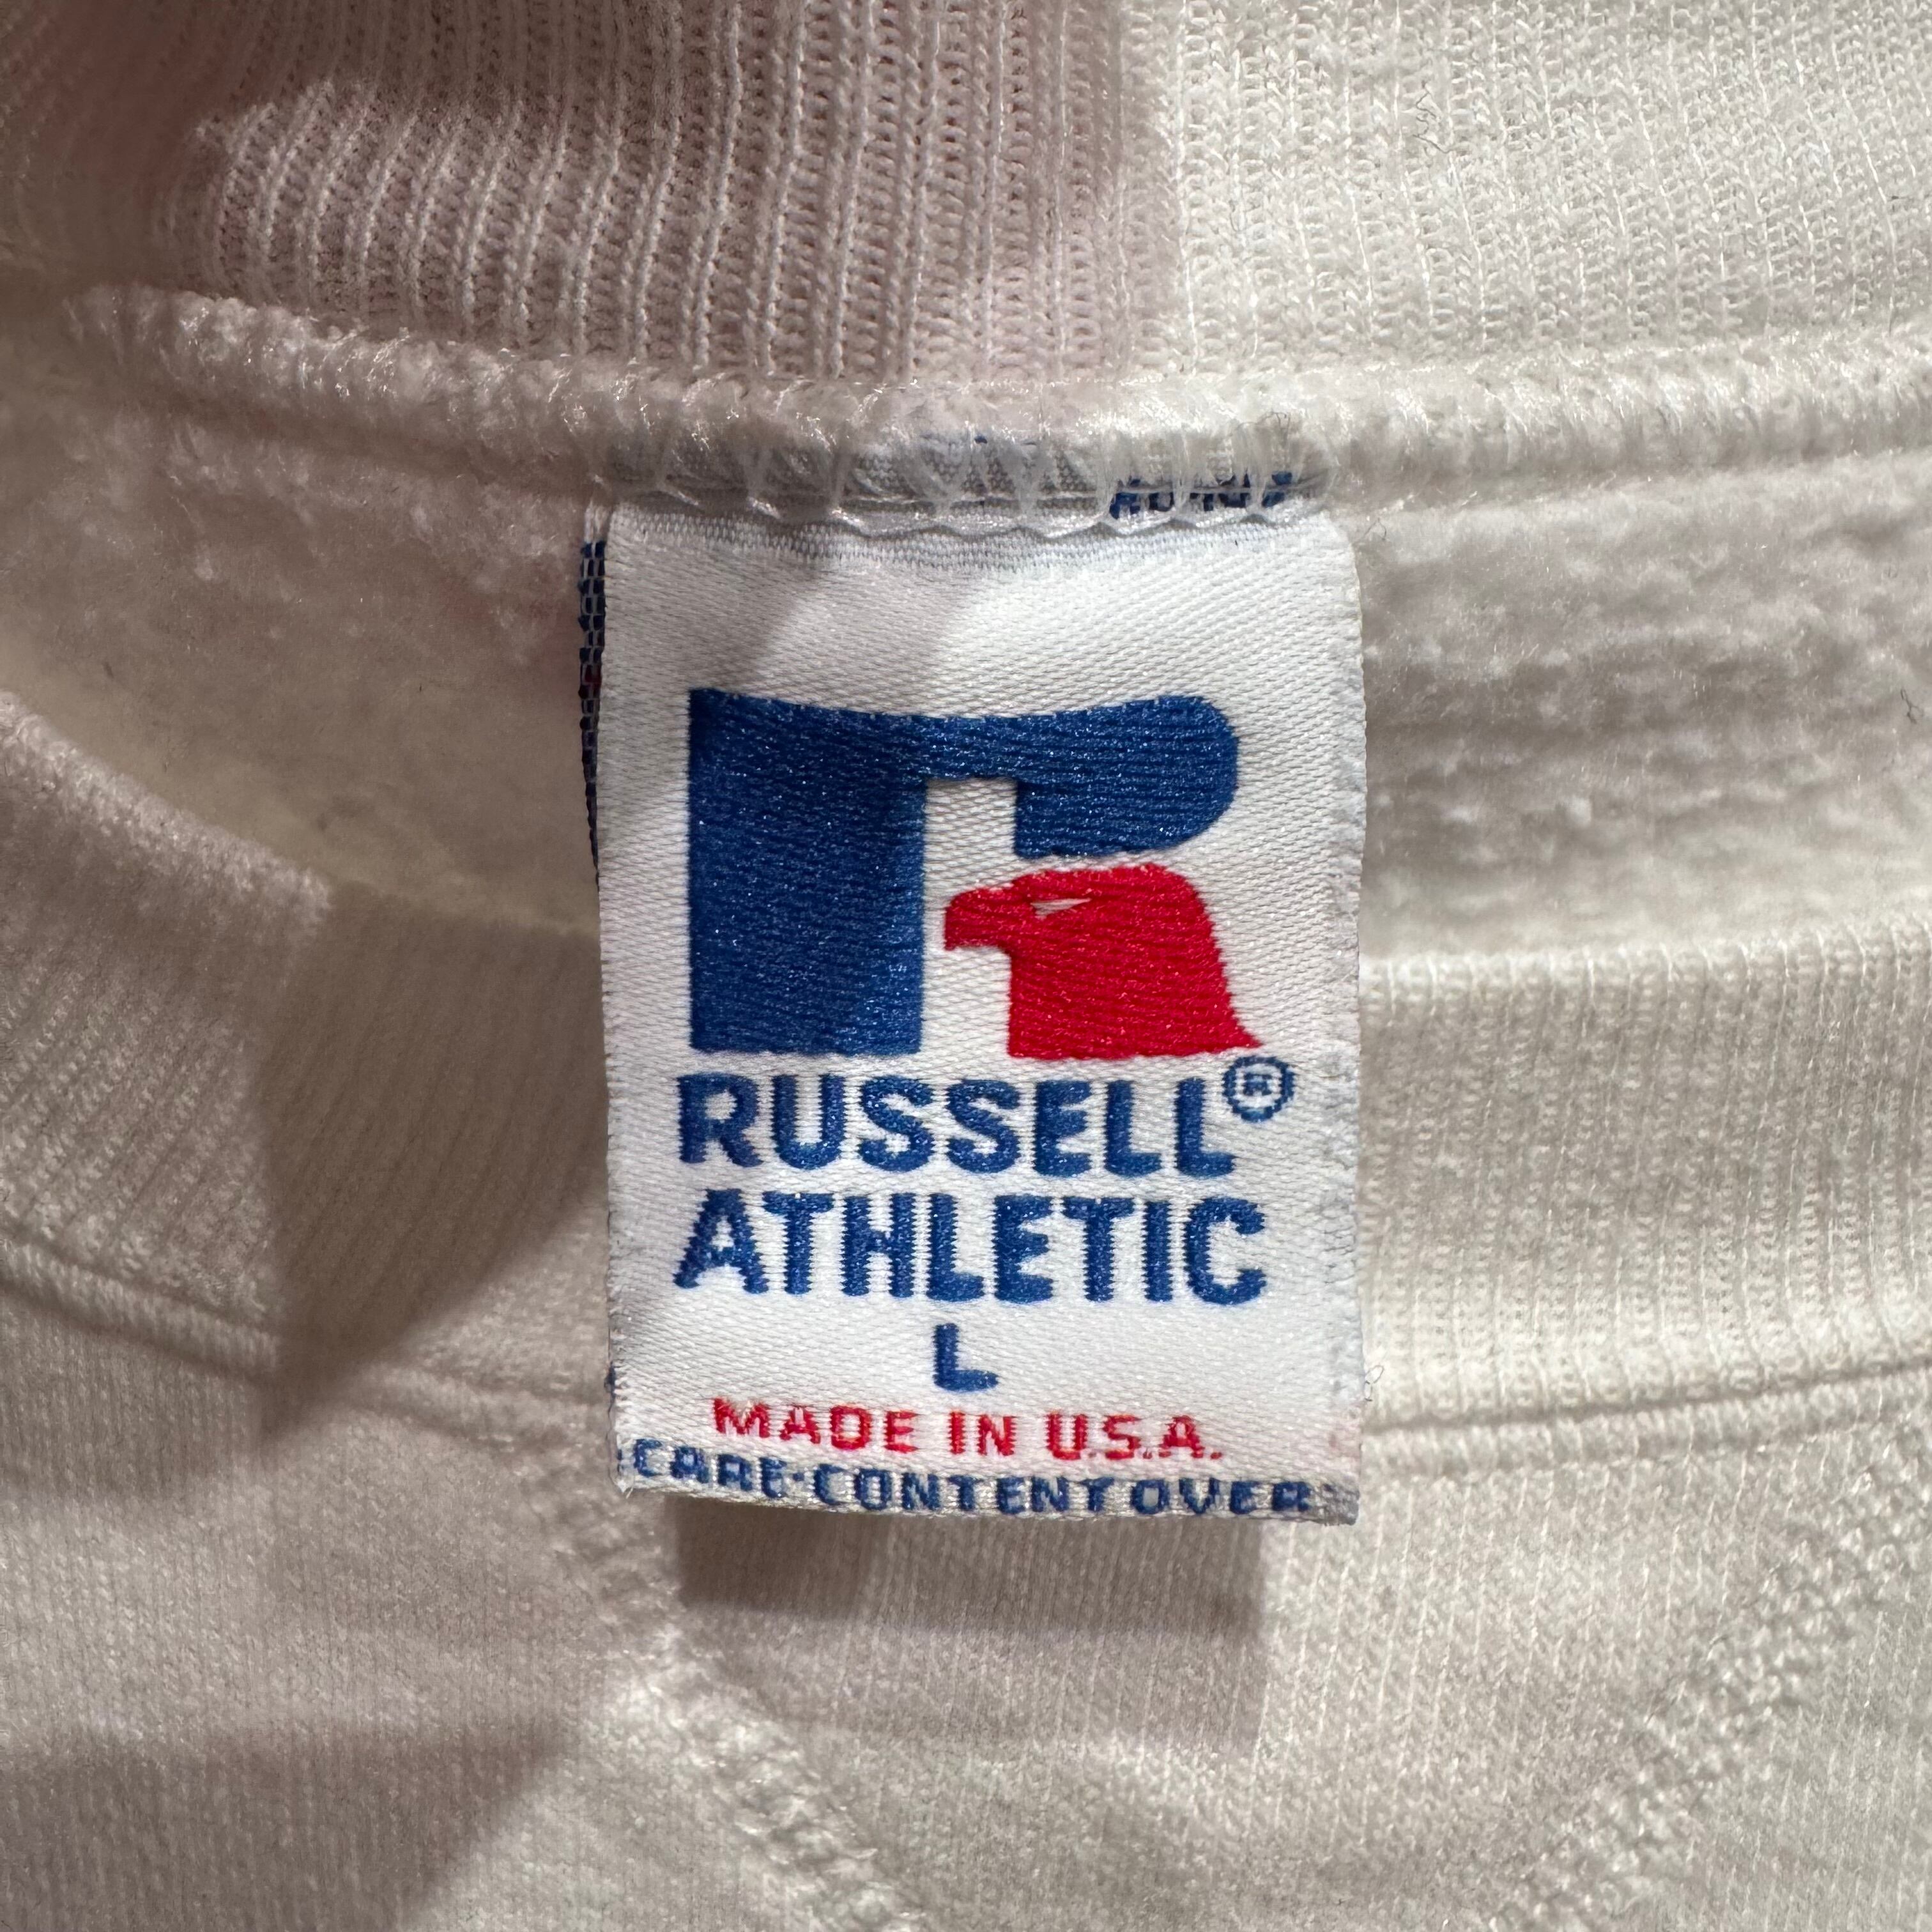 RUSSELL®
ATHLETIC
L
MADE IN U.S.A.
CARE·CONTENT OVER